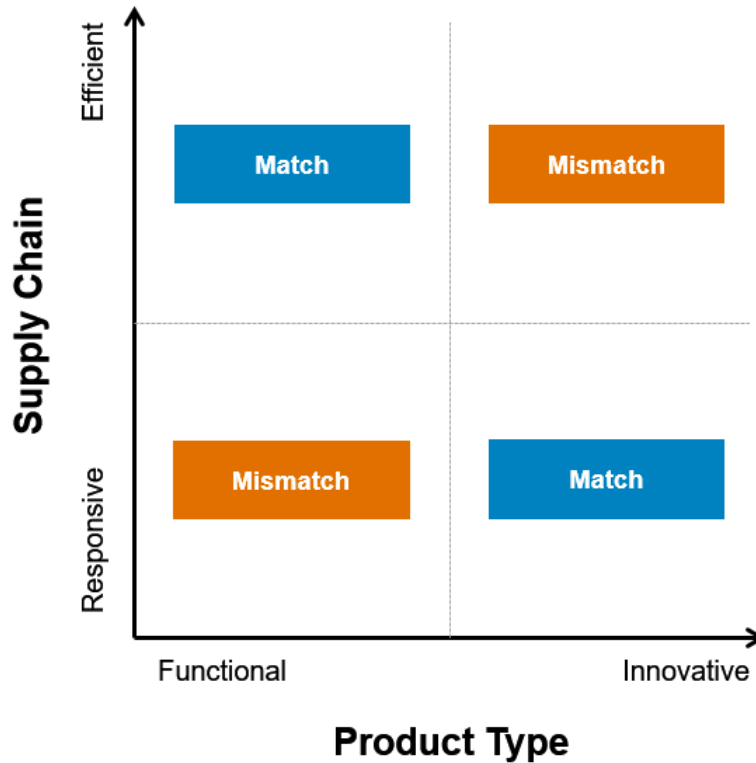 Efficient
Match
Mismatch
Supply Chain
Mismatch
Match
Responsive
Functional
Innovative
Product Type